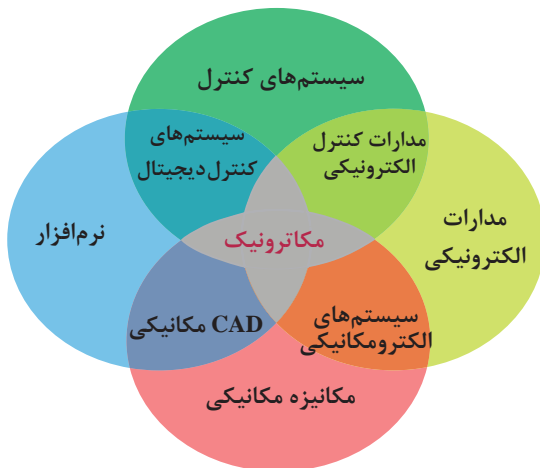 سیستم‌های کنترل
مدارات کنترل
الکترونیکی
سیستم‌های
کنترل دیجیتال
مدارات
الکترونیکی
مکاترونیک
نرم‌افزار
سیستم‌های
الکترومکانیکی
CAD مکانیکی
مکانیزه مکانیکی